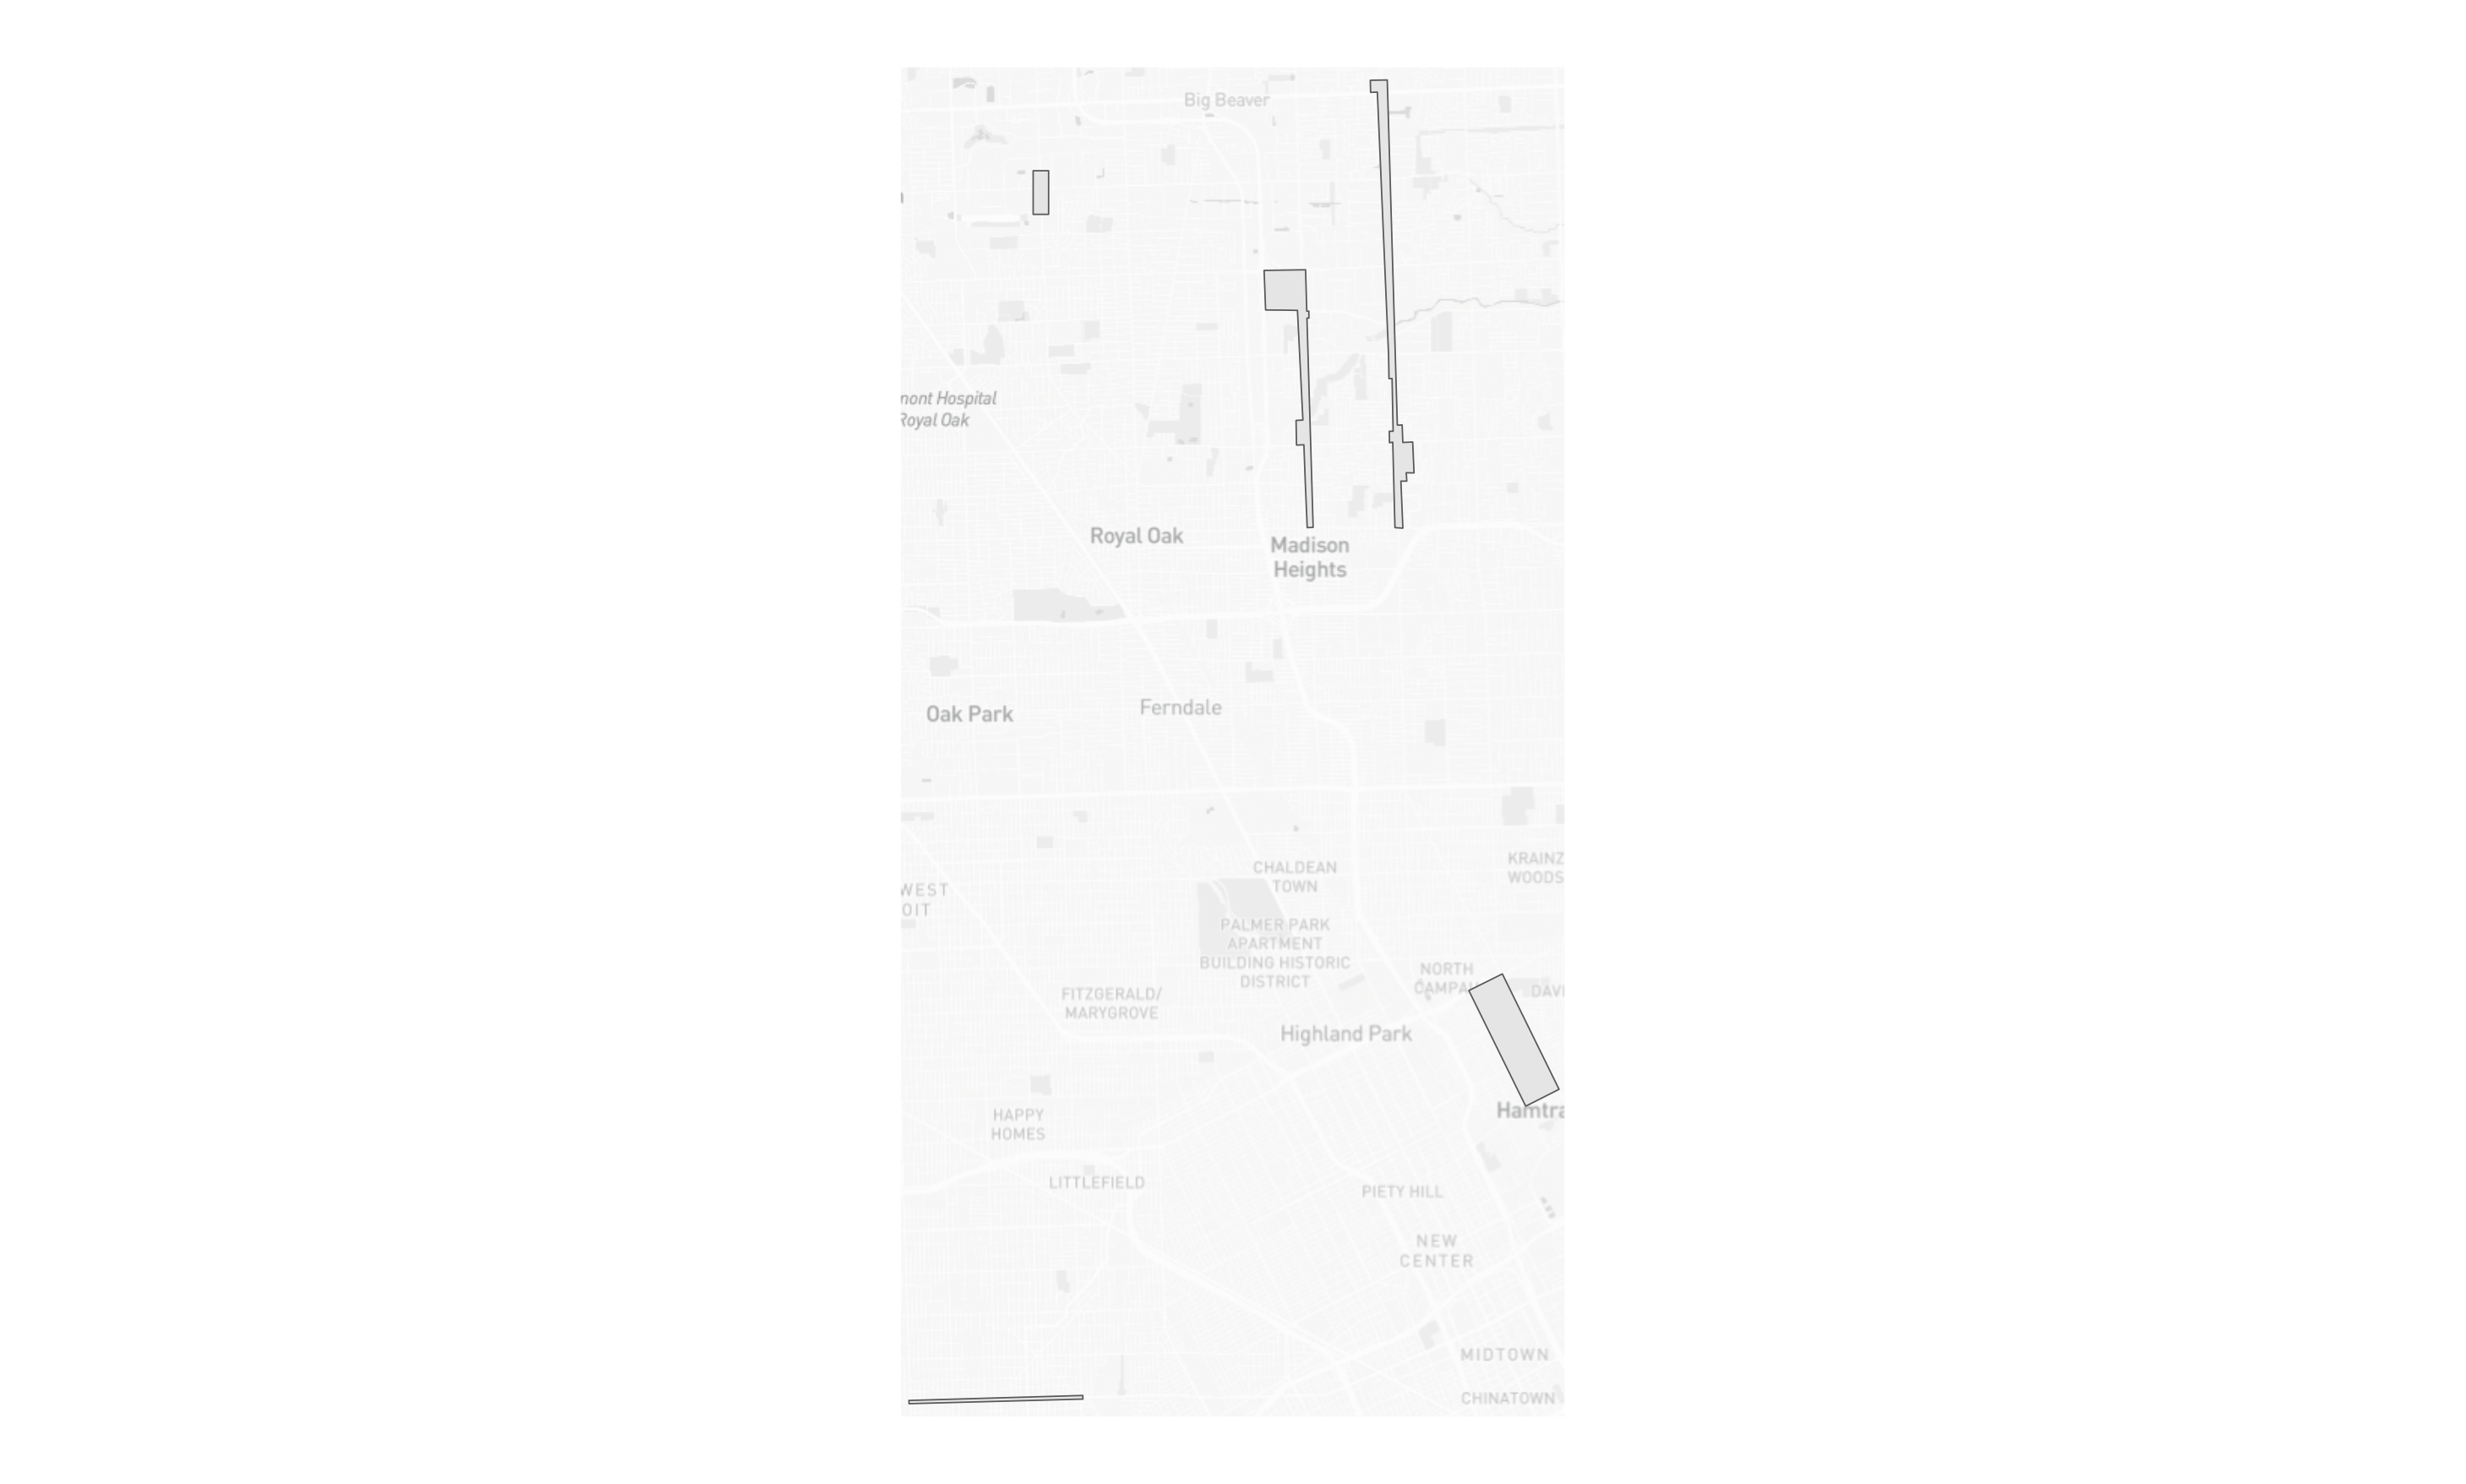 Big Beaver
mont Hospital
Royal Oak
Royal Oak
Madison
Heights
Oak Park
Ferndale
CHALDEAN
TOWN
KRAINZ
WOODS
WEST
OIT
PALMER PARK
APARTMENT
BUILDING HISTORIC
DISTRICT
NORTH
CAMPAU
DAVI
FITZGERALD/
MARYGROVE
Highland Park
HAPPY
HOMES
Hamtra
LITTLEFIELD
PIETY HILL
NEW
CENTER
MIDTOWN
CHINATOWN